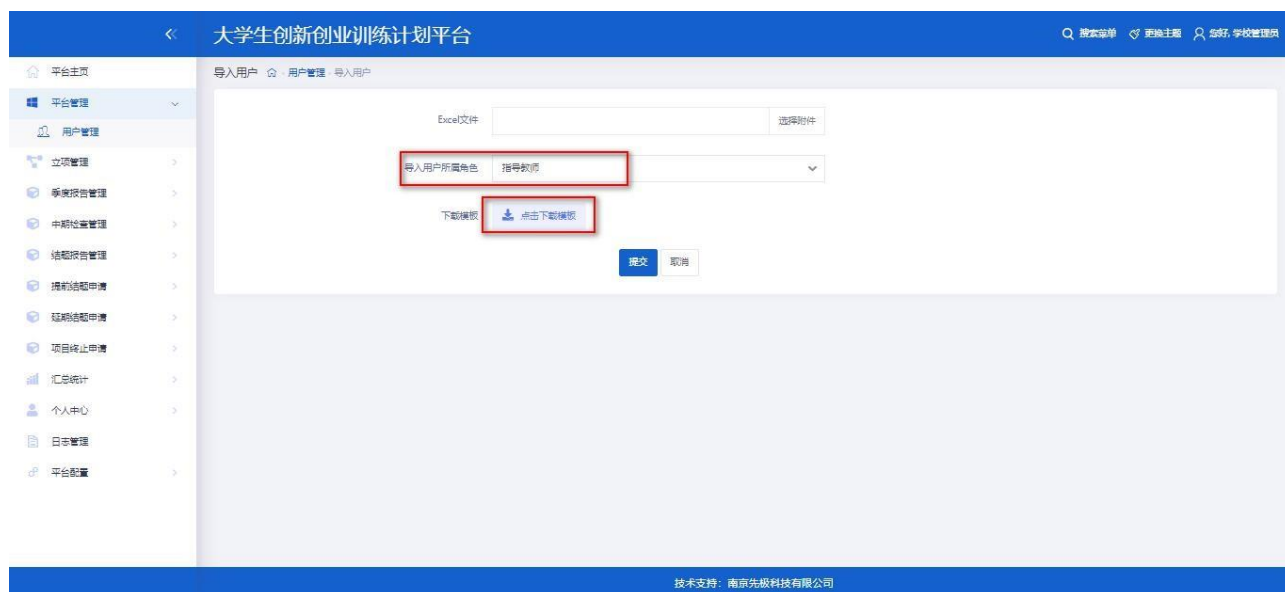 大学生创新创业训练计划平台
搜索菜单 更换主题 您好, 学校管理员
平台主页
平台管理
用户管理
立项管理
季度报告管理
中期检查管理
结题报告管理
提前结题申请
延期结题申请
项目终止申请
汇总统计
个人中心
日志管理
平台配置
导入用户 用户管理 - 导入用户
Excel文件 选择附件
导入用户所属角色 指导教师
下载模板 点击下载模板
提交 取消
技术支持：南京先极科技有限公司